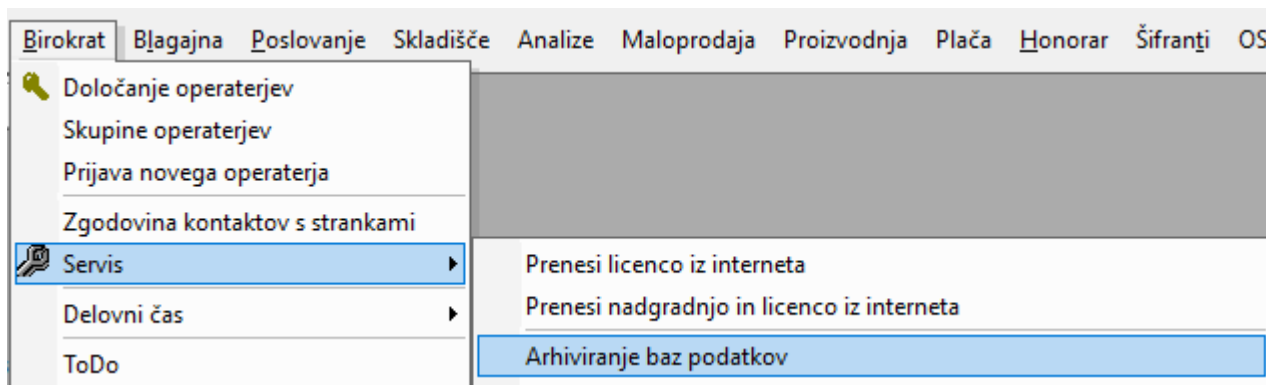 Birokrat Blagajna Poslovanje Skladišče Analize Maloprodaja Proizvodnja Plača Honorar Šifranti OS
Določanje operaterjev
Skupine operaterjev
Prijava novega operaterja
Zgodovina kontaktov s strankami
Servis
Prenesi licenco iz interneta
Prenesi nadgradnjo in licenco iz interneta
Arhiviranje baz podatkov
Delovni čas
ToDo